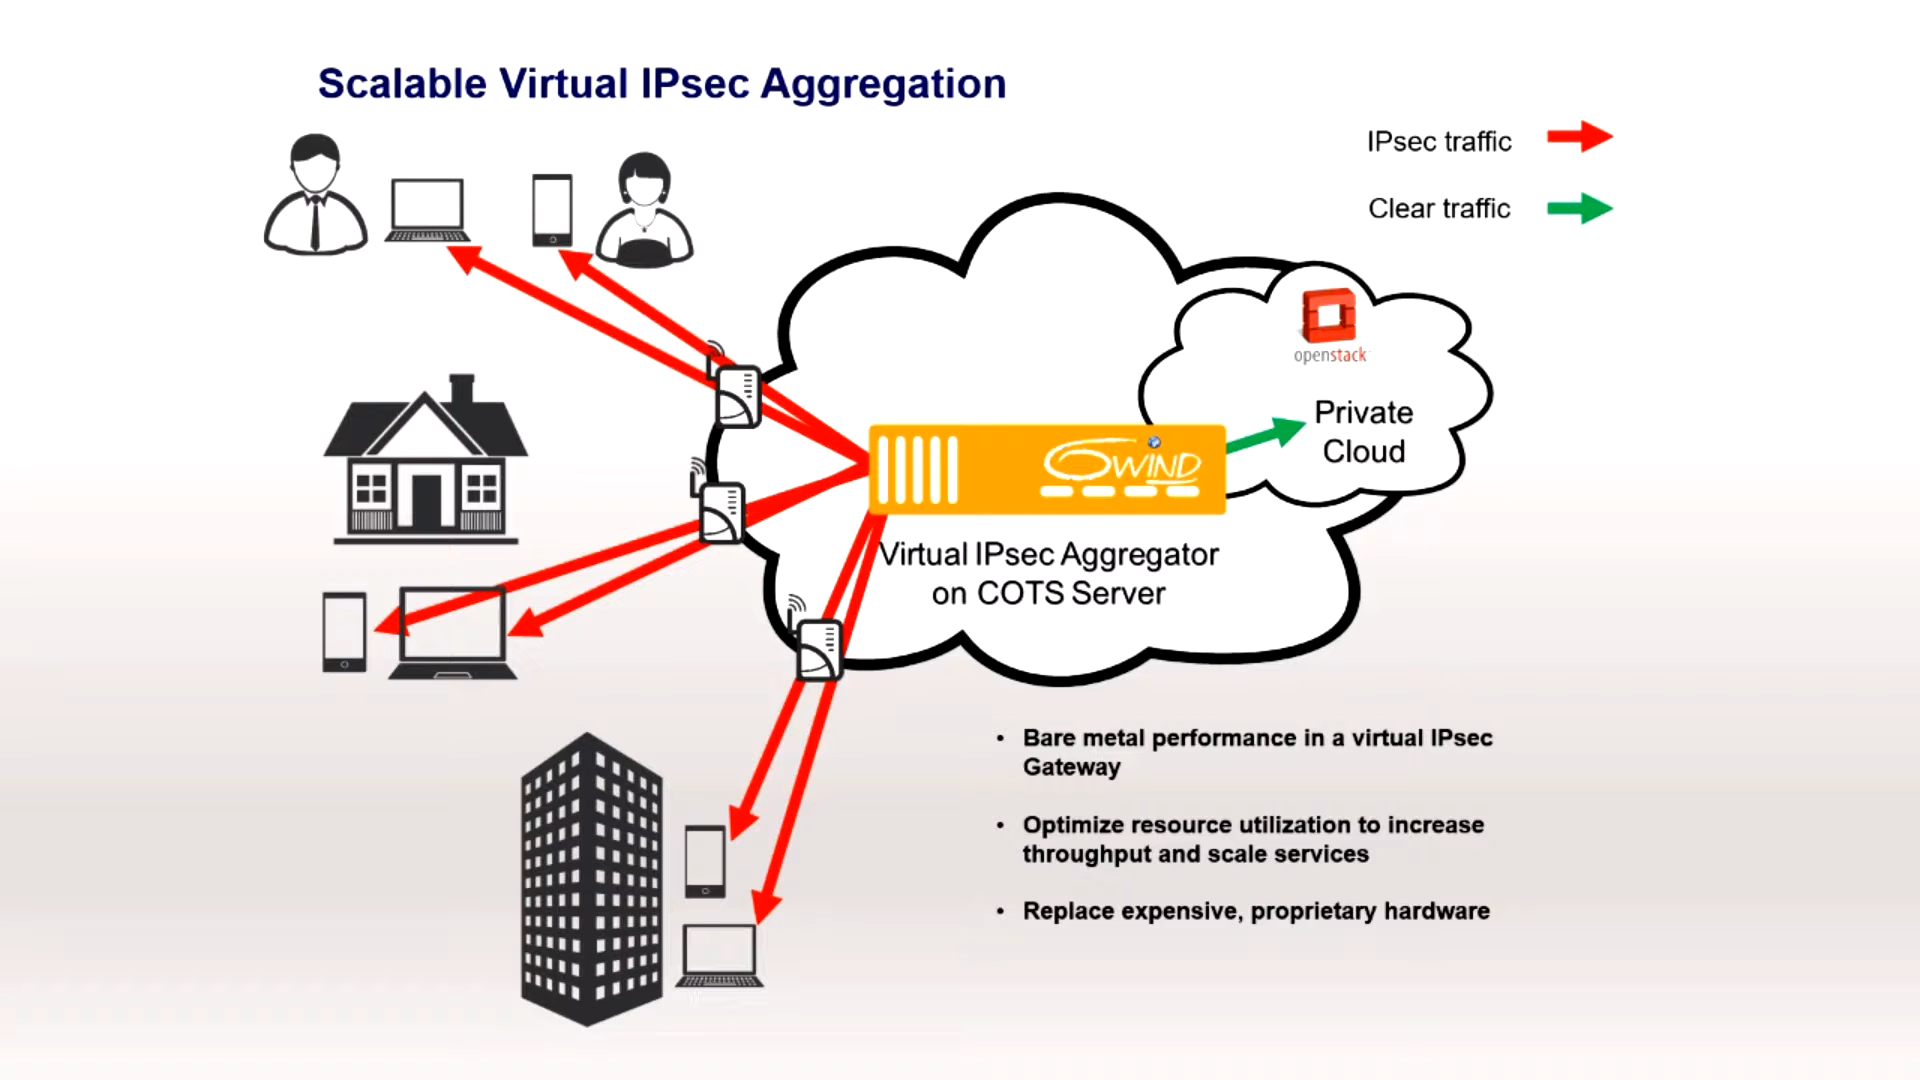 Scalable Virtual IPsec Aggregation
IPsec traffic
Clear traffic
openstack
Private
Cloud
6WIND
Virtual IPsec Aggregator
on COTS Server
• Bare metal performance in a virtual IPsec
Gateway
• Optimize resource utilization to increase
throughput and scale services
• Replace expensive, proprietary hardware